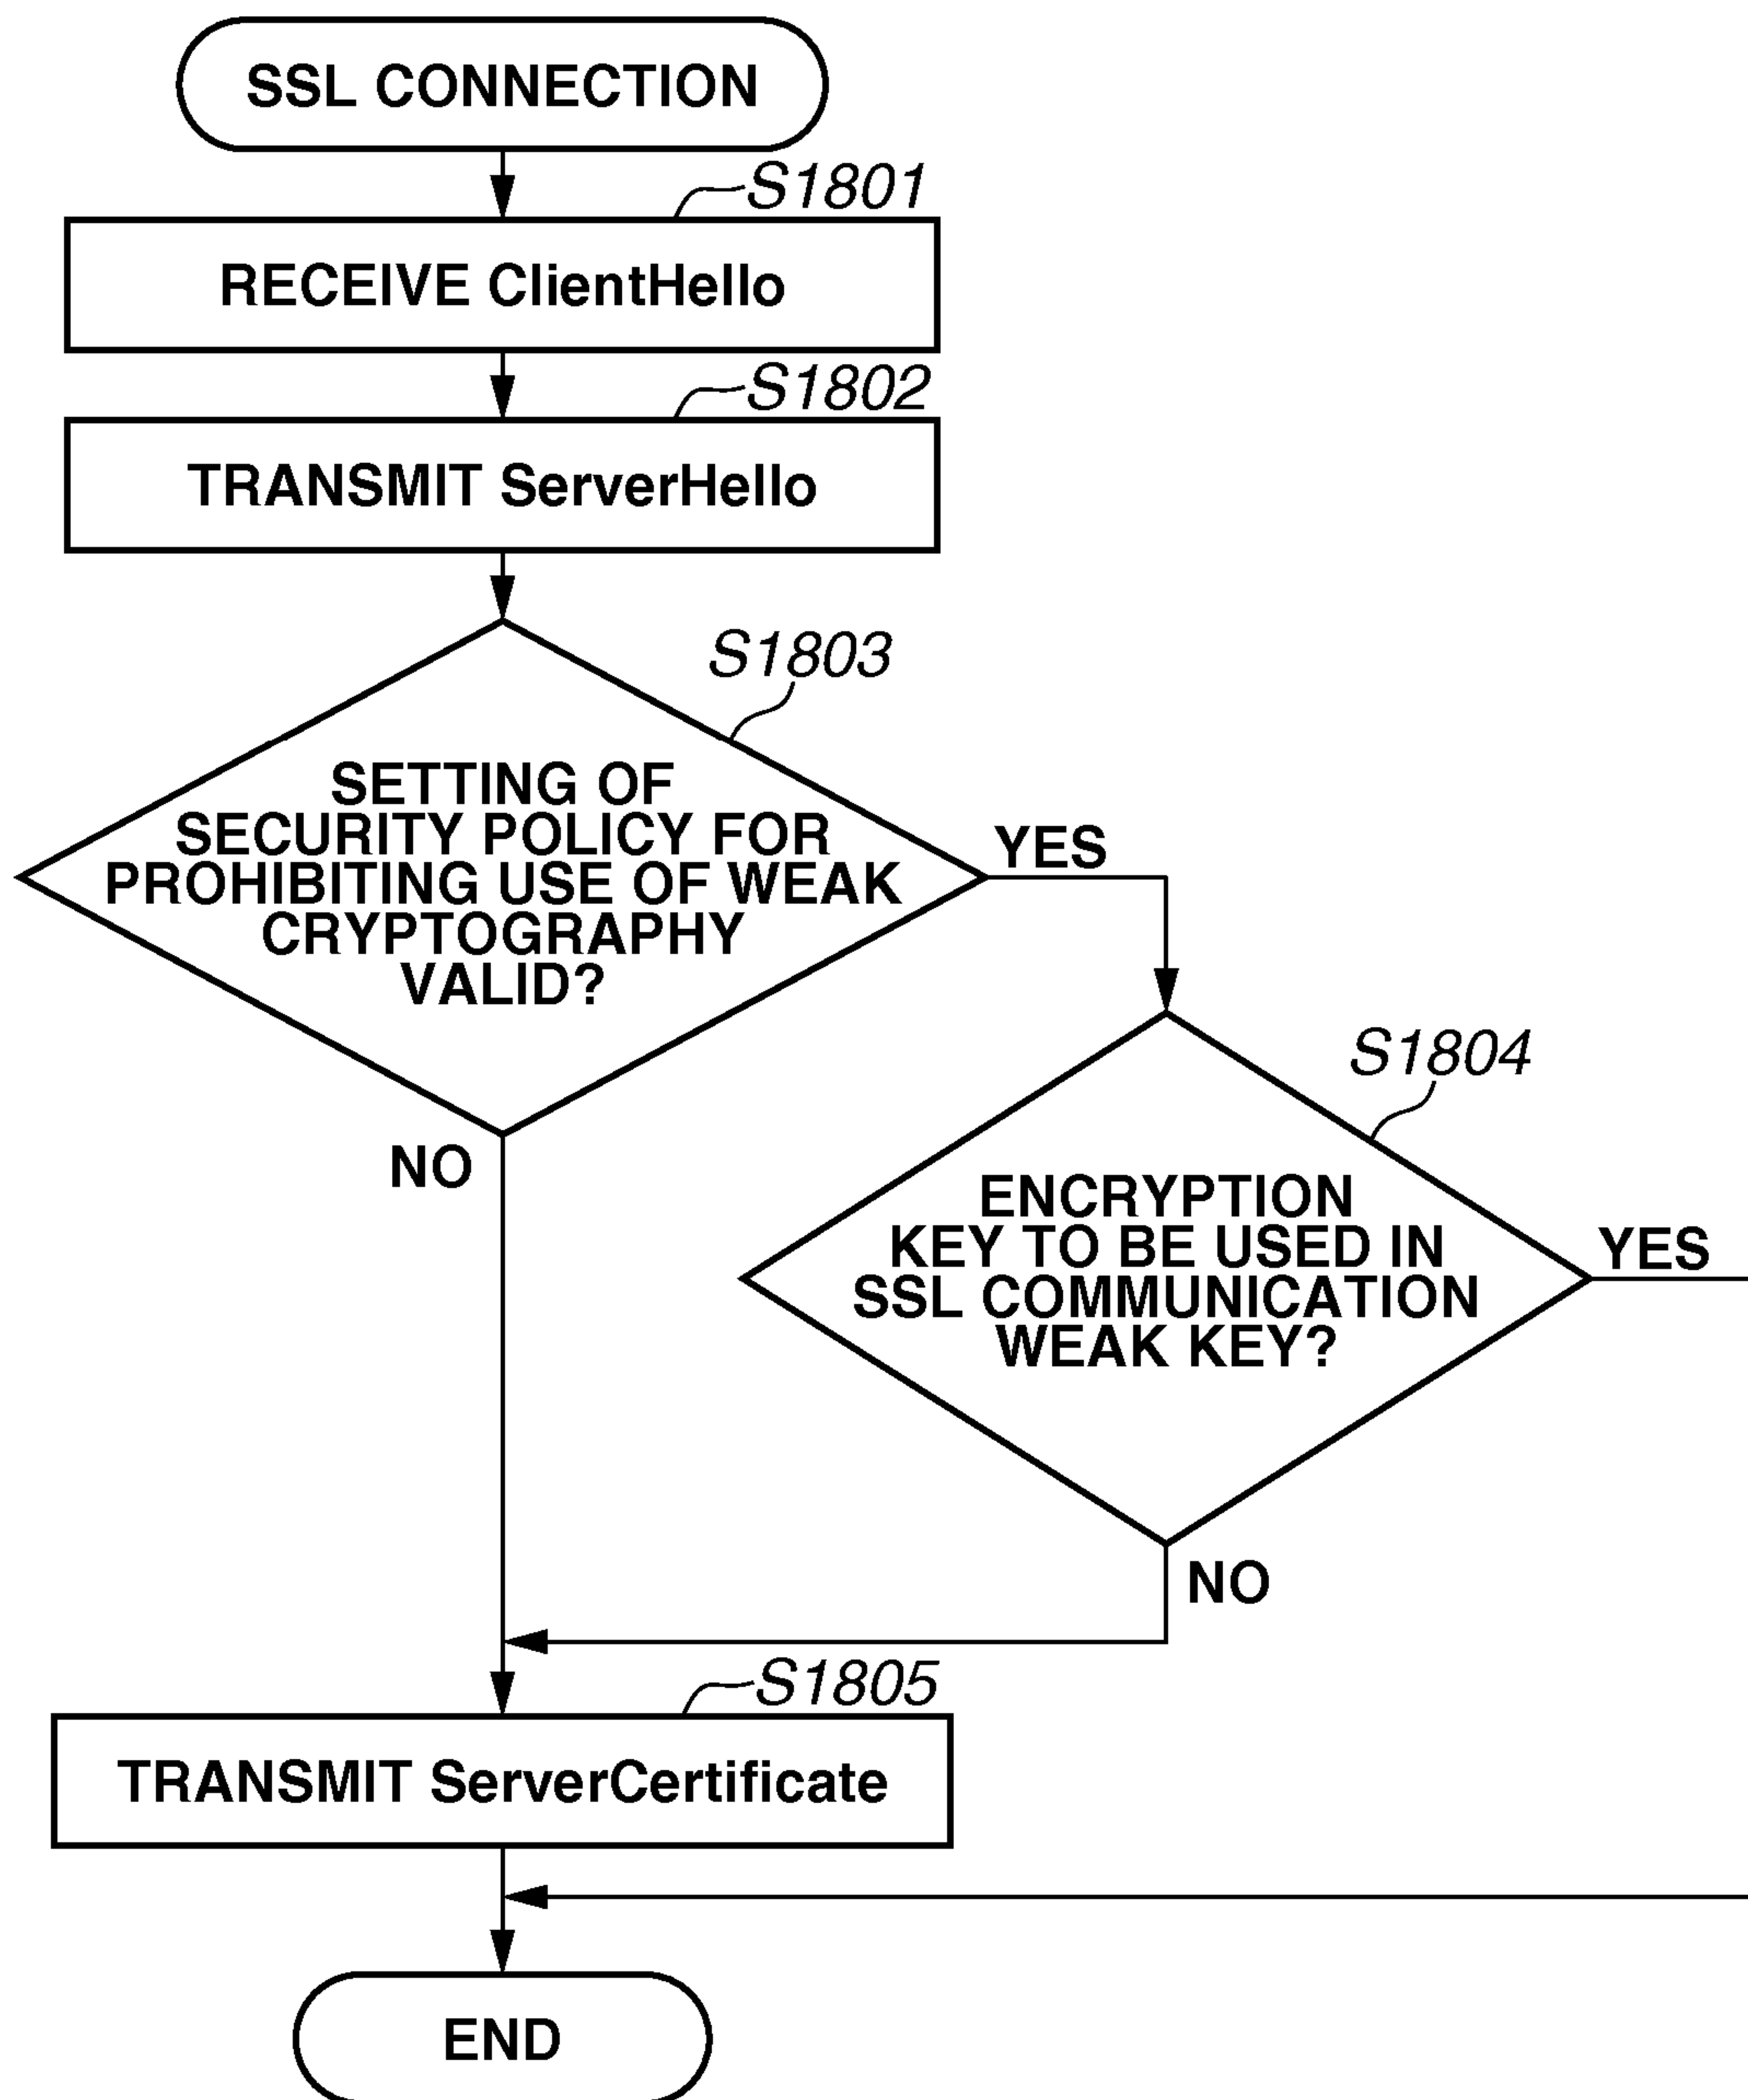 SSL CONNECTION
S1801
RECEIVE ClientHello
S1802
TRANSMIT ServerHello
S1803
SETTING OF
SECURITY POLICY FOR
PROHIBITING USE OF WEAK
CRYPTOGRAPHY
VALID?
YES
NO
S1804
ENCRYPTION
KEY TO BE USED IN
SSL COMMUNICATION
WEAK KEY?
YES
NO
S1805
TRANSMIT ServerCertificate
END